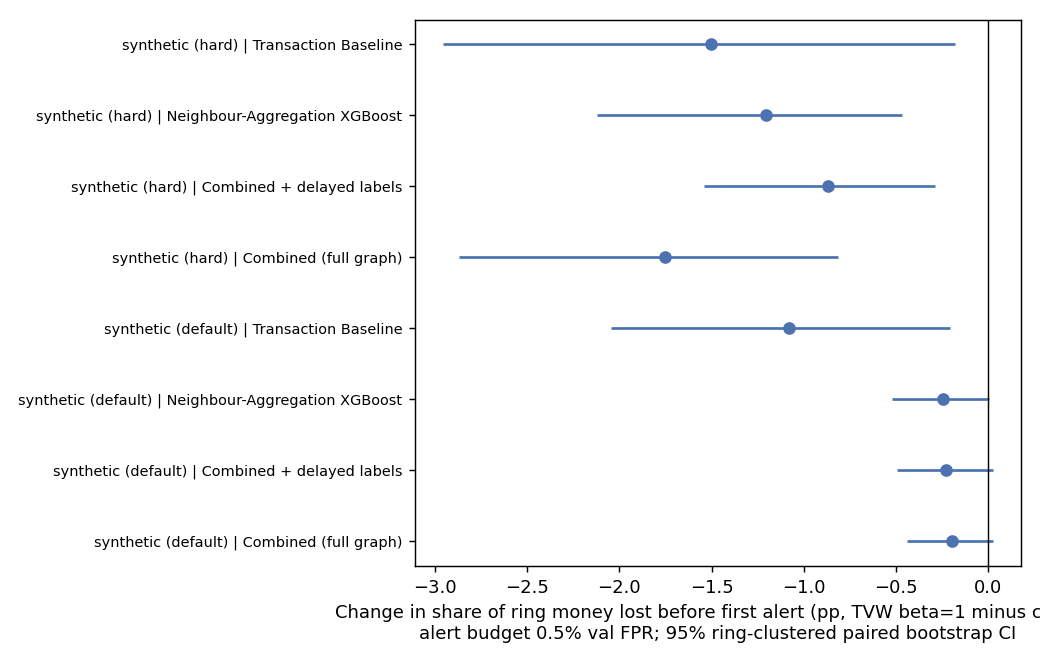 synthetic (hard) | Transaction Baseline
synthetic (hard) | Neighbour-Aggregation XGBoost
synthetic (hard) | Combined + delayed labels
synthetic (hard) | Combined (full graph)
synthetic (default) | Transaction Baseline
synthetic (default) | Neighbour-Aggregation XGBoost
synthetic (default) | Combined + delayed labels
synthetic (default) | Combined (full graph)
−3.0 −2.5 −2.0 −1.5 −1.0 −0.5 0.0
Change in share of ring money lost before first alert (pp, TVW beta=1 minus
alert budget 0.5% val FPR; 95% ring-clustered paired bootstrap CI